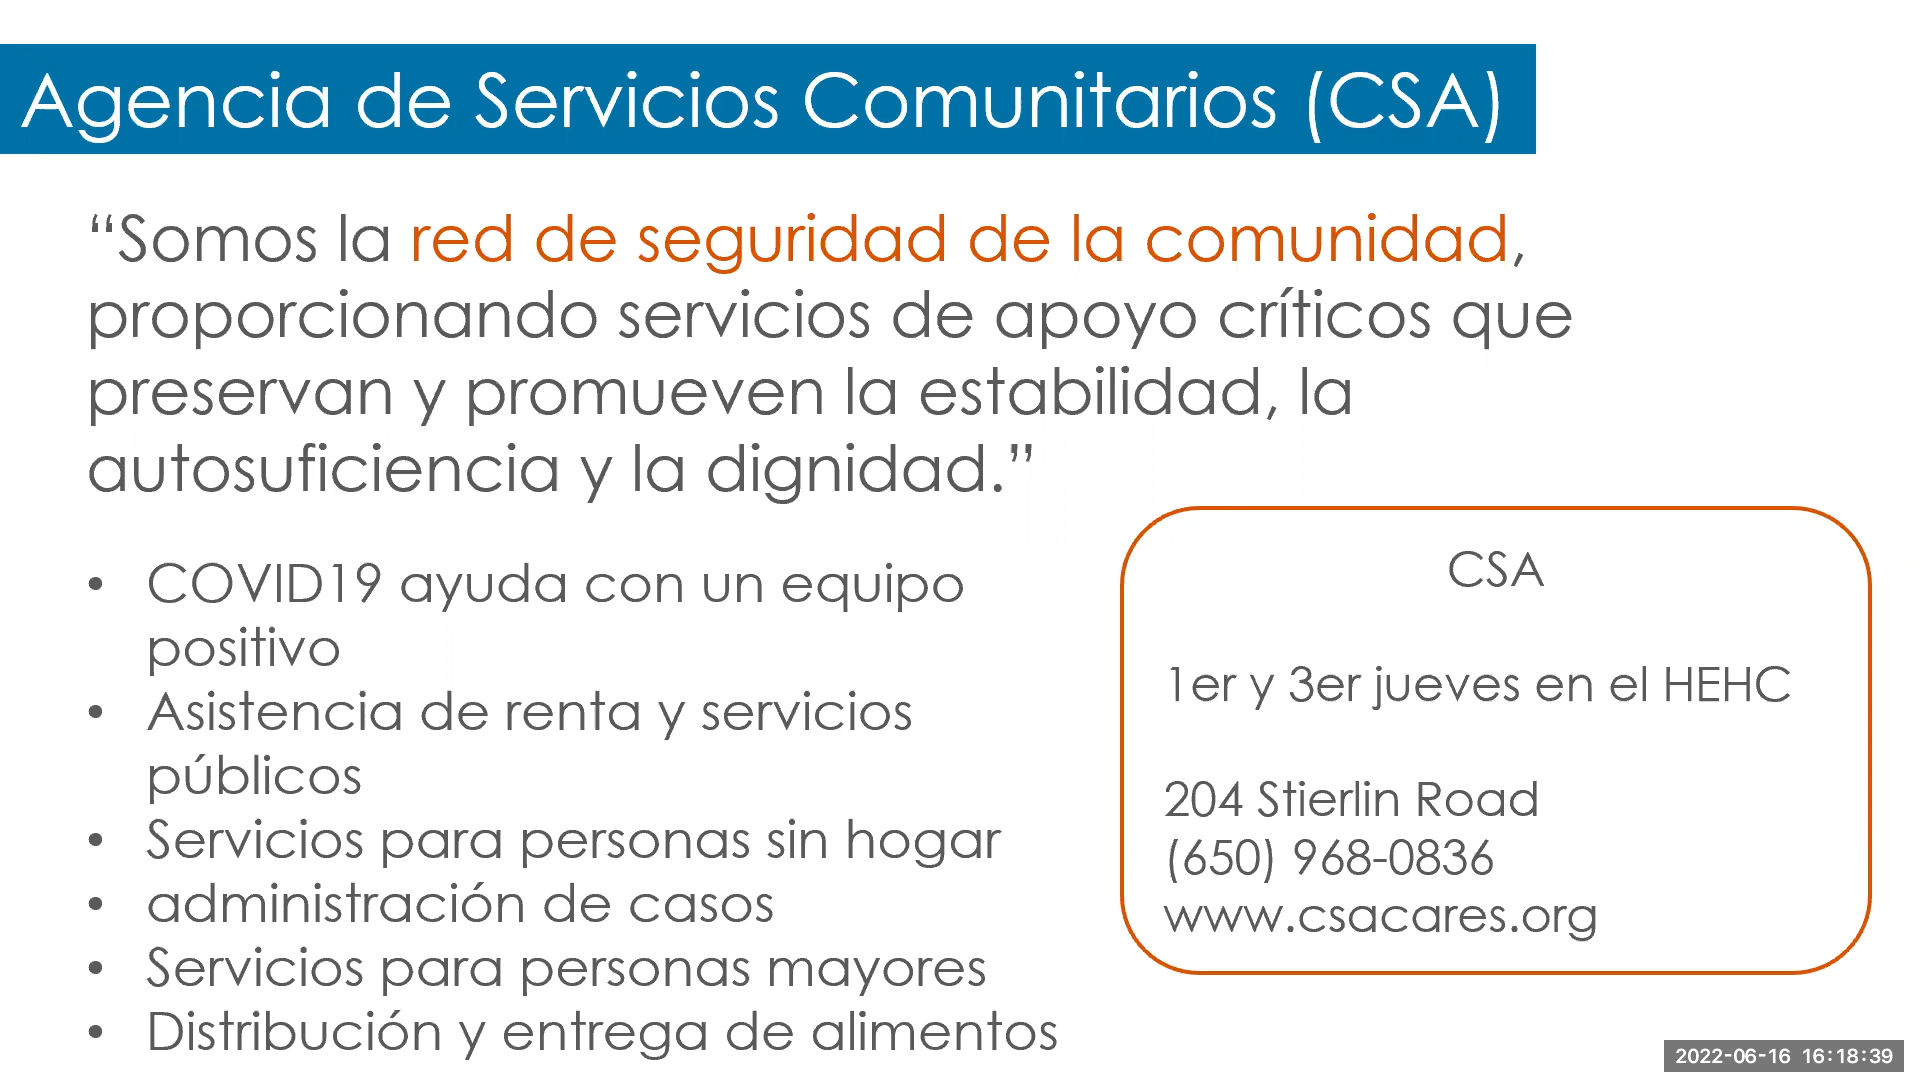 Agencia de Servicios Comunitarios (CSA)
“Somos la red de seguridad de la comunidad,
proporcionando servicios de apoyo críticos que
preservan y promueven la estabilidad, la
autosuficiencia y la dignidad.”
• COVID19 ayuda con un equipo
positivo
• Asistencia de renta y servicios
públicos
• Servicios para personas sin hogar
• administración de casos
• Servicios para personas mayores
• Distribución y entrega de alimentos
CSA
1er y 3er jueves en el HEHC
204 Stierlin Road
(650) 968-0836
www.csacares.org
2022-06-16 16:18:39